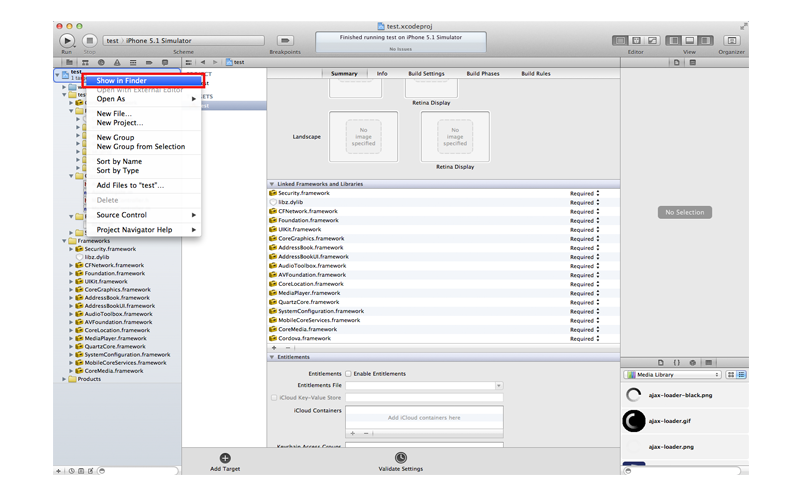 test.xcodeproj
test › iPhone 5.1 Simulator
Finished running test on iPhone 5.1 Simulator
No Issues
Run
Stop
Scheme
Breakpoints
Editor
View
Organizer
test
test
1 ta
Show in Finder
Open with External Editor
Open As
New File...
New Project...
New Group
New Group from Selection
Sort by Name
Sort by Type
Add Files to "test"...
Delete
Source Control
Project Navigator Help
Frameworks
Security.framework
libz.dylib
CFNetwork.framework
Foundation.framework
UIKit.framework
CoreGraphics.framework
AddressBook.framework
AddressBookUI.framework
AudioToolbox.framework
AVFoundation.framework
CoreLocation.framework
MediaPlayer.framework
QuartzCore.framework
SystemConfiguration.framework
MobileCoreServices.framework
CoreMedia.framework
Products
Summary
Info
Build Settings
Build Phases
Build Rules
Retina Display
Landscape
No image specified
No image specified
Retina Display
Linked Frameworks and Libraries
Security.framework Required
libz.dylib Required
CFNetwork.framework Required
Foundation.framework Required
UIKit.framework Required
CoreGraphics.framework Required
AddressBook.framework Required
AddressBookUI.framework Required
AudioToolbox.framework Required
AVFoundation.framework Required
CoreLocation.framework Required
MediaPlayer.framework Required
QuartzCore.framework Required
SystemConfiguration.framework Required
MobileCoreServices.framework Required
CoreMedia.framework Required
Cordova.framework Required
Entitlements
Entitlements Enable Entitlements
Entitlements File
iCloud Key-Value Store
iCloud Containers
Add iCloud containers here
Keychain Access Groups
Add Target
Validate Settings
No Selection
Media Library
ajax-loader-black.png
ajax-loader.gif
ajax-loader.png